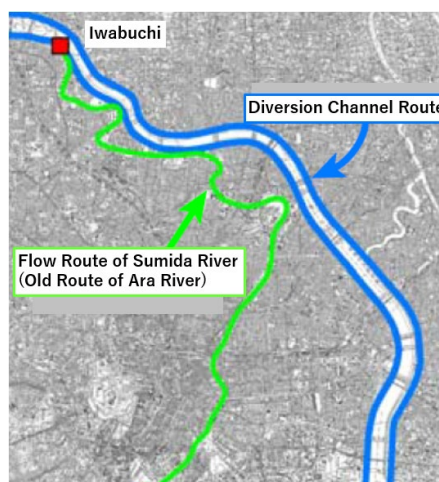 Iwabuchi
Diversion Channel Route
Flow Route of Sumida River
(Old Route of Ara River)